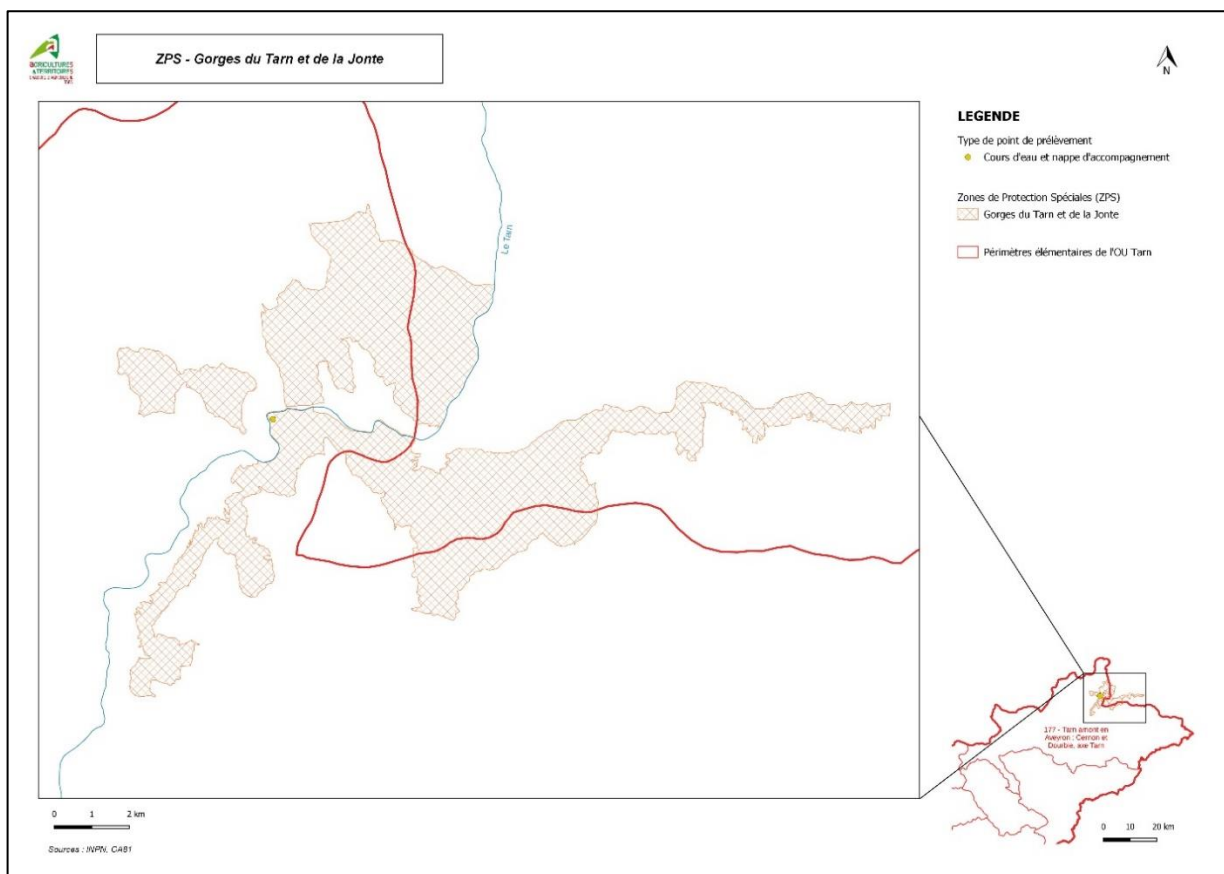 ZPS - Gorges du Tarn et de la Jonte
AGRICULTURES
& TERRITOIRES
TARN
N
LEGENDE
Type de point de prélèvement
Cours d'eau et nappe d'accompagnement
Zones de Protection Spéciales (ZPS)
Gorges du Tarn et de la Jonte
Périmètres élémentaires de l'OU Tarn
Le Tarn
177 - Tarn amont en
Aveyron : Cernon et
Dourbie, axe Tarn
0 1 2 km
0 10 20 km
Sources : INPN, CA81